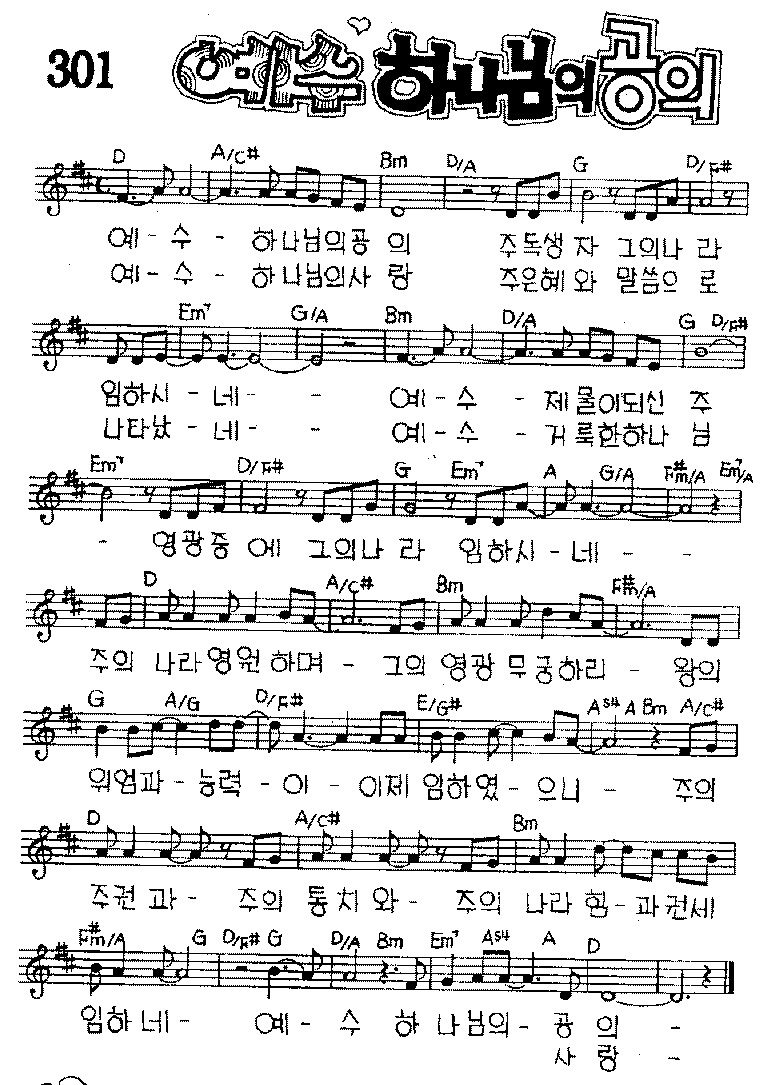 301 예수 하나님의 공의
D A/C# Bm D/A G D/F#
예 - 수 - 하나님의공 의 주독생 자 그의나 라
예 - 수 - 하나님의사 랑 주은혜 와 말씀으 로
Em7 G/A Bm D/A G D/F#
임하시 - 네 - - 예 - 수 - 제물이되신 주
나타났 - 네 - - 예 - 수 - 거룩한하나 님
Em7 D/F# G Em7 A G/A F#m/A Em7/A
- 영광중 에 그의나 라 임하시 - 네 - -
D A/C# Bm F#m/A
주의 나라 영원 하며 - 그의 영광 무궁하리 - 왕의
G A/G D/F# E/G# Asus4 A Bm A/C#
위엄과 - 능력 - 이 - 이제 임하였 - 으니 - 주의
D A/C# Bm
주권 과 - 주의 통치 와 - 주의 나라 힘 - 과권세
F#m/A G D/F# G D/A Bm Em7 Asus4 A D
임하 네 - 예 - 수 하 나님의 - 공 의 -
사 랑 -